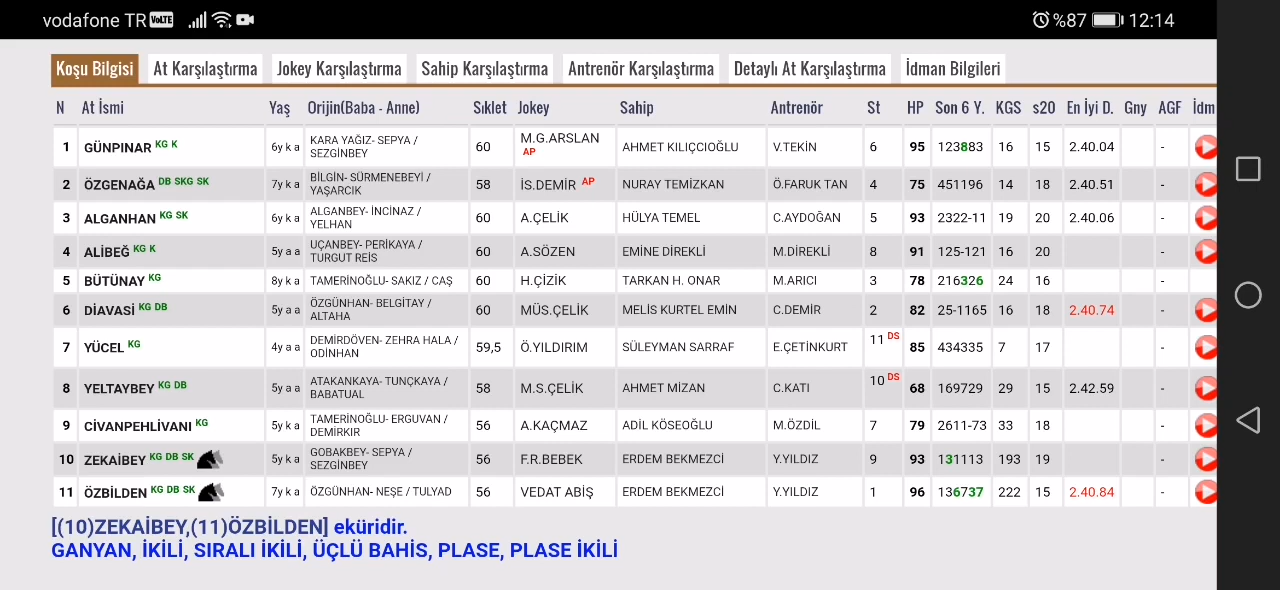 vodafone TR VoLTE %87 12:14
Koşu Bilgisi At Karşılaştırma Jokey Karşılaştırma Sahip Karşılaştırma Antrenör Karşılaştırma Detaylı At Karşılaştırma İdman Bilgileri
N At İsmi Yaş Orijin(Baba - Anne) Sıklet Jokey Sahip Antrenör St HP Son 6 Y. KGS s20 En İyi D. Gny AGF İdm
1 GÜNPINAR KG K 6y k a KARA YAĞIZ- SEPYA / SEZGİNBEY 60 M.G.ARSLAN AP AHMET KILIÇCIOĞLU V.TEKİN 6 95 123883 16 15 2.40.04 -
2 ÖZGENAĞA DB SKG SK 7y k a BİLGİN- SÜRMENEBEYİ / YAŞARCIK 58 İS.DEMİR AP NURAY TEMİZKAN Ö.FARUK TAN 4 75 451196 14 18 2.40.51 -
3 ALGANHAN KG SK 6y k a ALGANBEY- İNCİNAZ / YELHAN 60 A.ÇELİK HÜLYA TEMEL C.AYDOĞAN 5 93 2322-11 19 20 2.40.06 -
4 ALİBEĞ KG K 5y a a UÇANBEY- PERİKAYA / TURGUT REİS 60 A.SÖZEN EMİNE DİREKLİ M.DİREKLİ 8 91 125-121 16 20 -
5 BÜTÜNAY KG 8y k a TAMERİNOĞLU- SAKIZ / CAŞ 60 H.ÇİZİK TARKAN H. ONAR M.ARICI 3 78 216326 24 16 -
6 DİAVASİ KG DB 5y a a ÖZGÜNHAN- BELGİTAY / ALTAHA 60 MÜS.ÇELİK MELİS KURTEL EMİN C.DEMİR 2 82 25-1165 16 18 2.40.74 -
7 YÜCEL KG 4y a a DEMİRDÖVEN- ZEHRA HALA / ODİNHAN 59,5 Ö.YILDIRIM SÜLEYMAN SARRAF E.ÇETİNKURT 11 DS 85 434335 7 17 -
8 YELTAYBEY KG DB 5y a a ATAKANKAYA- TUNÇKAYA / BABATUAL 58 M.S.ÇELİK AHMET MİZAN C.KATI 10 DS 68 169729 29 15 2.42.59 -
9 CİVANPEHLİVANI KG 5y k a TAMERİNOĞLU- ERGUVAN / DEMİRKIR 56 A.KAÇMAZ ADİL KÖSEOĞLU M.ÖZDİL 7 79 2611-73 33 18 -
10 ZEKAİBEY KG DB SK 5y k a GOBAKBEY- SEPYA / SEZGİNBEY 56 F.R.BEBEK ERDEM BEKMEZCİ Y.YILDIZ 9 93 131113 193 19 -
11 ÖZBİLDEN KG DB SK 7y k a ÖZGÜNHAN- NEŞE / TULYAD 56 VEDAT ABİŞ ERDEM BEKMEZCİ Y.YILDIZ 1 96 136737 222 15 2.40.84 -
[(10)ZEKAİBEY,(11)ÖZBİLDEN] eküridir.
GANYAN, İKİLİ, SIRALI İKİLİ, ÜÇLÜ BAHİS, PLASE, PLASE İKİLİ